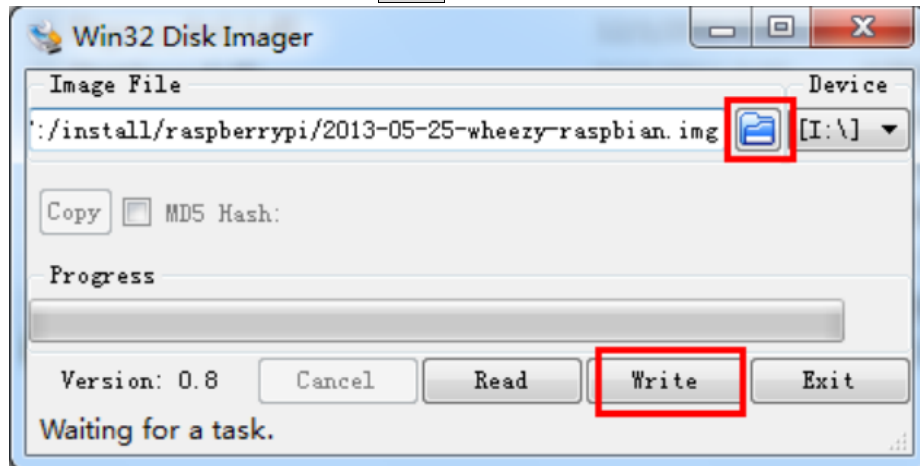 Win32 Disk Imager
Image File
Device
:/install/raspberrypi/2013-05-25-wheezy-raspbian.img
[I:\]
Copy
MD5 Hash:
Progress
Version: 0.8
Cancel
Read
Write
Exit
Waiting for a task.